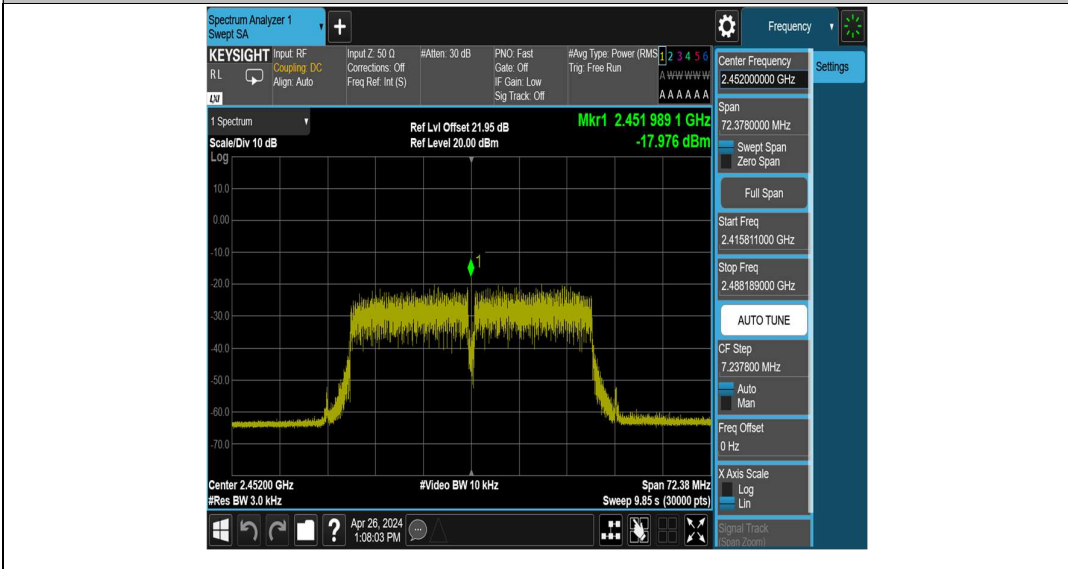 Spectrum Analyzer 1
Swept SA
+
Frequency
KEYSIGHT
R L
LXI
Input: RF
Coupling: DC
Align: Auto
Input Z: 50 Ω
Corrections: Off
Freq Ref: Int (S)
#Atten: 30 dB
PNO: Fast
Gate: Off
IF Gain: Low
Sig Track: Off
#Avg Type: Power (RMS
Trig: Free Run
1 2 3 4 5 6
A W W W W W
A A A A A A
1 Spectrum
Scale/Div 10 dB
Log
Ref Lvl Offset 21.95 dB
Ref Level 20.00 dBm
Mkr1 2.451 989 1 GHz
-17.976 dBm
10.0
0.00
-10.0
-20.0
-30.0
-40.0
-50.0
-60.0
-70.0
1
Center 2.45200 GHz
#Res BW 3.0 kHz
#Video BW 10 kHz
Span 72.38 MHz
Sweep 9.85 s (30000 pts)
?
Apr 26, 2024
1:08:03 PM
Center Frequency
2.452000000 GHz
Settings
Span
72.3780000 MHz
Swept Span
Zero Span
Full Span
Start Freq
2.415811000 GHz
Stop Freq
2.488189000 GHz
AUTO TUNE
CF Step
7.237800 MHz
Auto
Man
Freq Offset
0 Hz
X Axis Scale
Log
Lin
Signal Track
(Span Zoom)